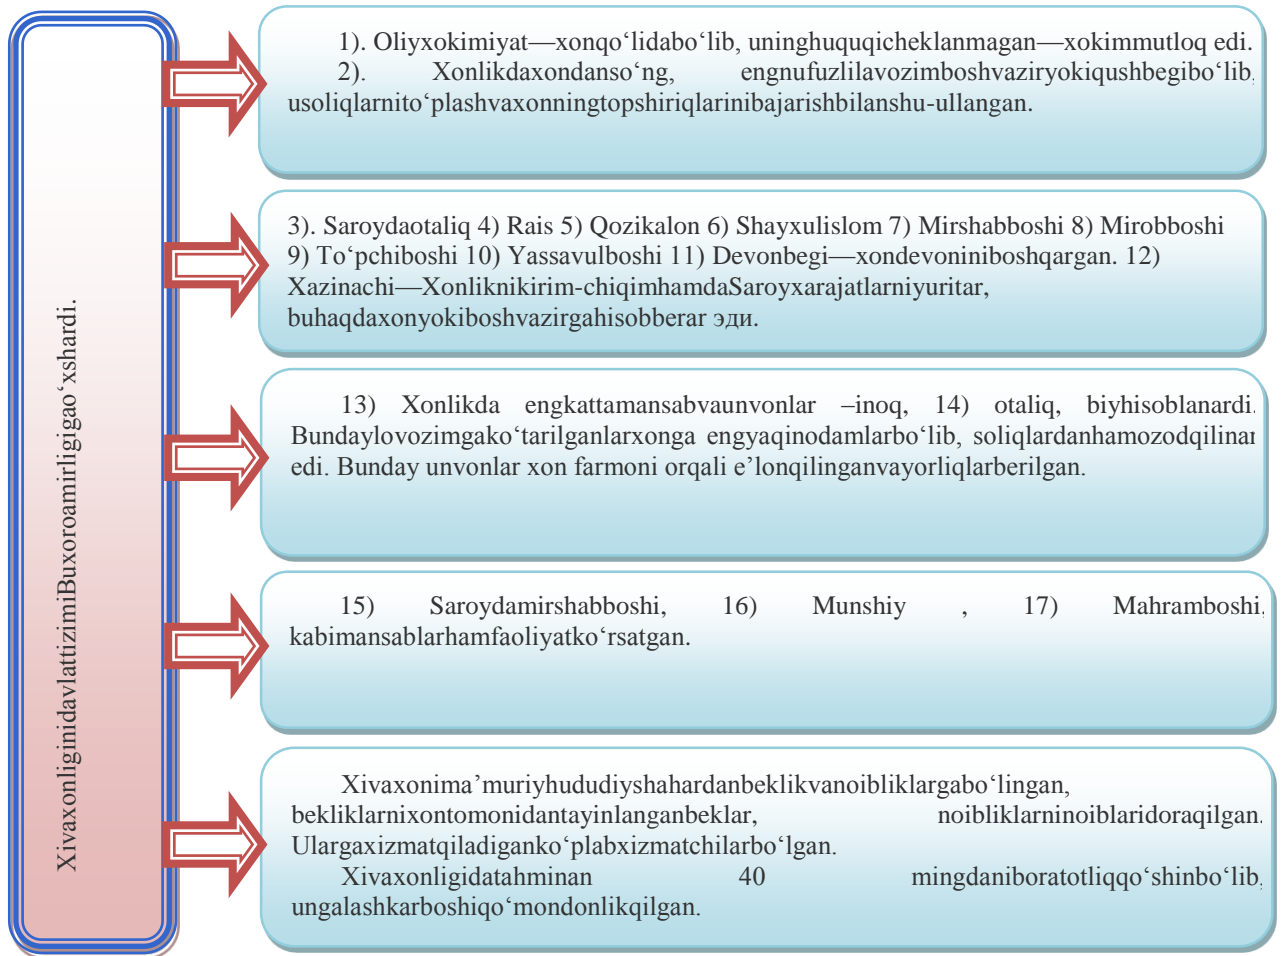 Xivaxonliginidavlattizimi​Buxoroamirligigao‘xshardi.
1). Oliyxokimiyat—xonqo‘lidabo‘lib, uninghuquqicheklanmagan—xokimmutloq edi.
2). Xonlikdaxondanso‘ng, engnufuzlilavozimboshvaziryokiqushbegibo‘lib,
usoliqlarnito‘plashvaxonningtopshiriqlarinibajarishbilanshu-ullangan.
3). Saroydaotaliq 4) Rais 5) Qozikalon 6) Shayxulislom 7) Mirshabboshi 8) Mirobboshi
9) To‘pchiboshi 10) Yassavulboshi 11) Devonbegi—xondevoniniboshqargan. 12)
Xazinachi—Xonliknikirim-chiqimhamdaSaroyxarajatlarniyuritar,
buhaqdaxonyokiboshvazirgahisobberar эди.
13) Xonlikda engkattamansabvaunvonlar –inoq, 14) otaliq, biyhisoblanardi.
Bundaylovozimgako‘tarilganlarxonga engyaqinodamlarbo‘lib, soliqlardanhamozodqilinar
edi. Bunday unvonlar xon farmoni orqali e’lonqilinganvayorliqlarberilgan.
15) Saroydamirshabboshi, 16) Munshiy , 17) Mahramboshi,
kabimansablarhamfaoliyatko‘rsatgan.
Xivaxonima’muriyhududiyshahardanbeklikvanoibliklargabo‘lingan,
bekliklarnixontomonidantayinlanganbeklar, noibliklarninoiblaridoraqilgan.
Ulargaxizmatqiladiganko‘plabxizmatchilarbo‘lgan.
Xivaxonligidatahminan 40 mingdaniboratotliqqo‘shinbo‘lib,
ungalashkarboshiqo‘mondonlikqilgan.